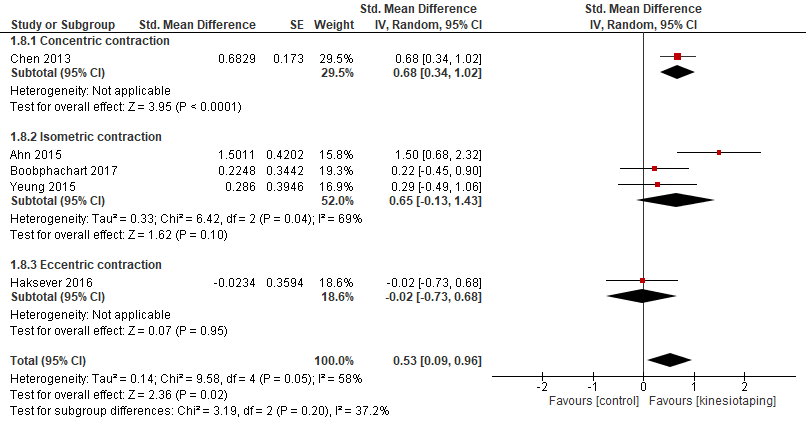 Std. Mean Difference Std. Mean Difference
Study or Subgroup Std. Mean Difference SE Weight IV, Random, 95% CI IV, Random, 95% CI
1.8.1 Concentric contraction
Chen 2013 0.6829 0.173 29.5% 0.68 [0.34, 1.02]
Subtotal (95% CI) 29.5% 0.68 [0.34, 1.02]
Heterogeneity: Not applicable
Test for overall effect: Z = 3.95 (P < 0.0001)
1.8.2 Isometric contraction
Ahn 2015 1.5011 0.4202 15.8% 1.50 [0.68, 2.32]
Boobphachart 2017 0.2248 0.3442 19.3% 0.22 [-0.45, 0.90]
Yeung 2015 0.286 0.3946 16.9% 0.29 [-0.49, 1.06]
Subtotal (95% CI) 52.0% 0.65 [-0.13, 1.43]
Heterogeneity: Tau² = 0.33; Chi² = 6.42, df = 2 (P = 0.04); I² = 69%
Test for overall effect: Z = 1.62 (P = 0.10)
1.8.3 Eccentric contraction
Haksever 2016 -0.0234 0.3594 18.6% -0.02 [-0.73, 0.68]
Subtotal (95% CI) 18.6% -0.02 [-0.73, 0.68]
Heterogeneity: Not applicable
Test for overall effect: Z = 0.07 (P = 0.95)
Total (95% CI) 100.0% 0.53 [0.09, 0.96]
Heterogeneity: Tau² = 0.14; Chi² = 9.58, df = 4 (P = 0.05); I² = 58%
Test for overall effect: Z = 2.36 (P = 0.02)
Test for subgroup differences: Chi² = 3.19, df = 2 (P = 0.20), I² = 37.2%
-2 -1 0 1 2
Favours [control] Favours [kinesiotaping]